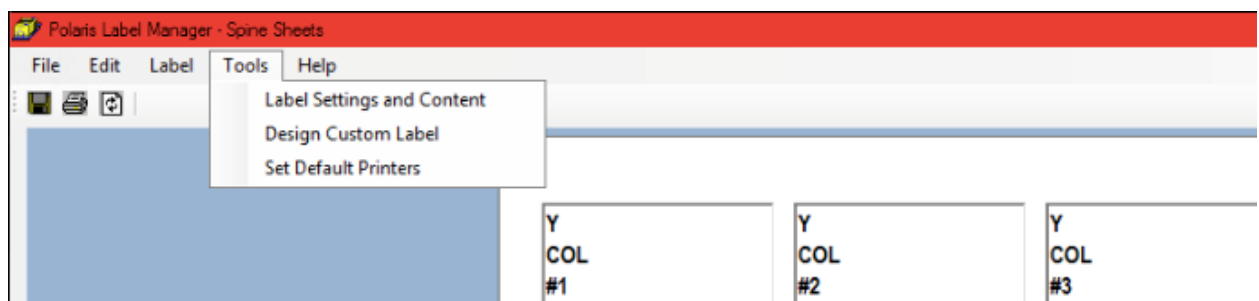 Polaris Label Manager - Spine Sheets
File Edit Label Tools Help
Label Settings and Content
Design Custom Label
Set Default Printers
Y Y Y
COL COL COL
#1 #2 #3